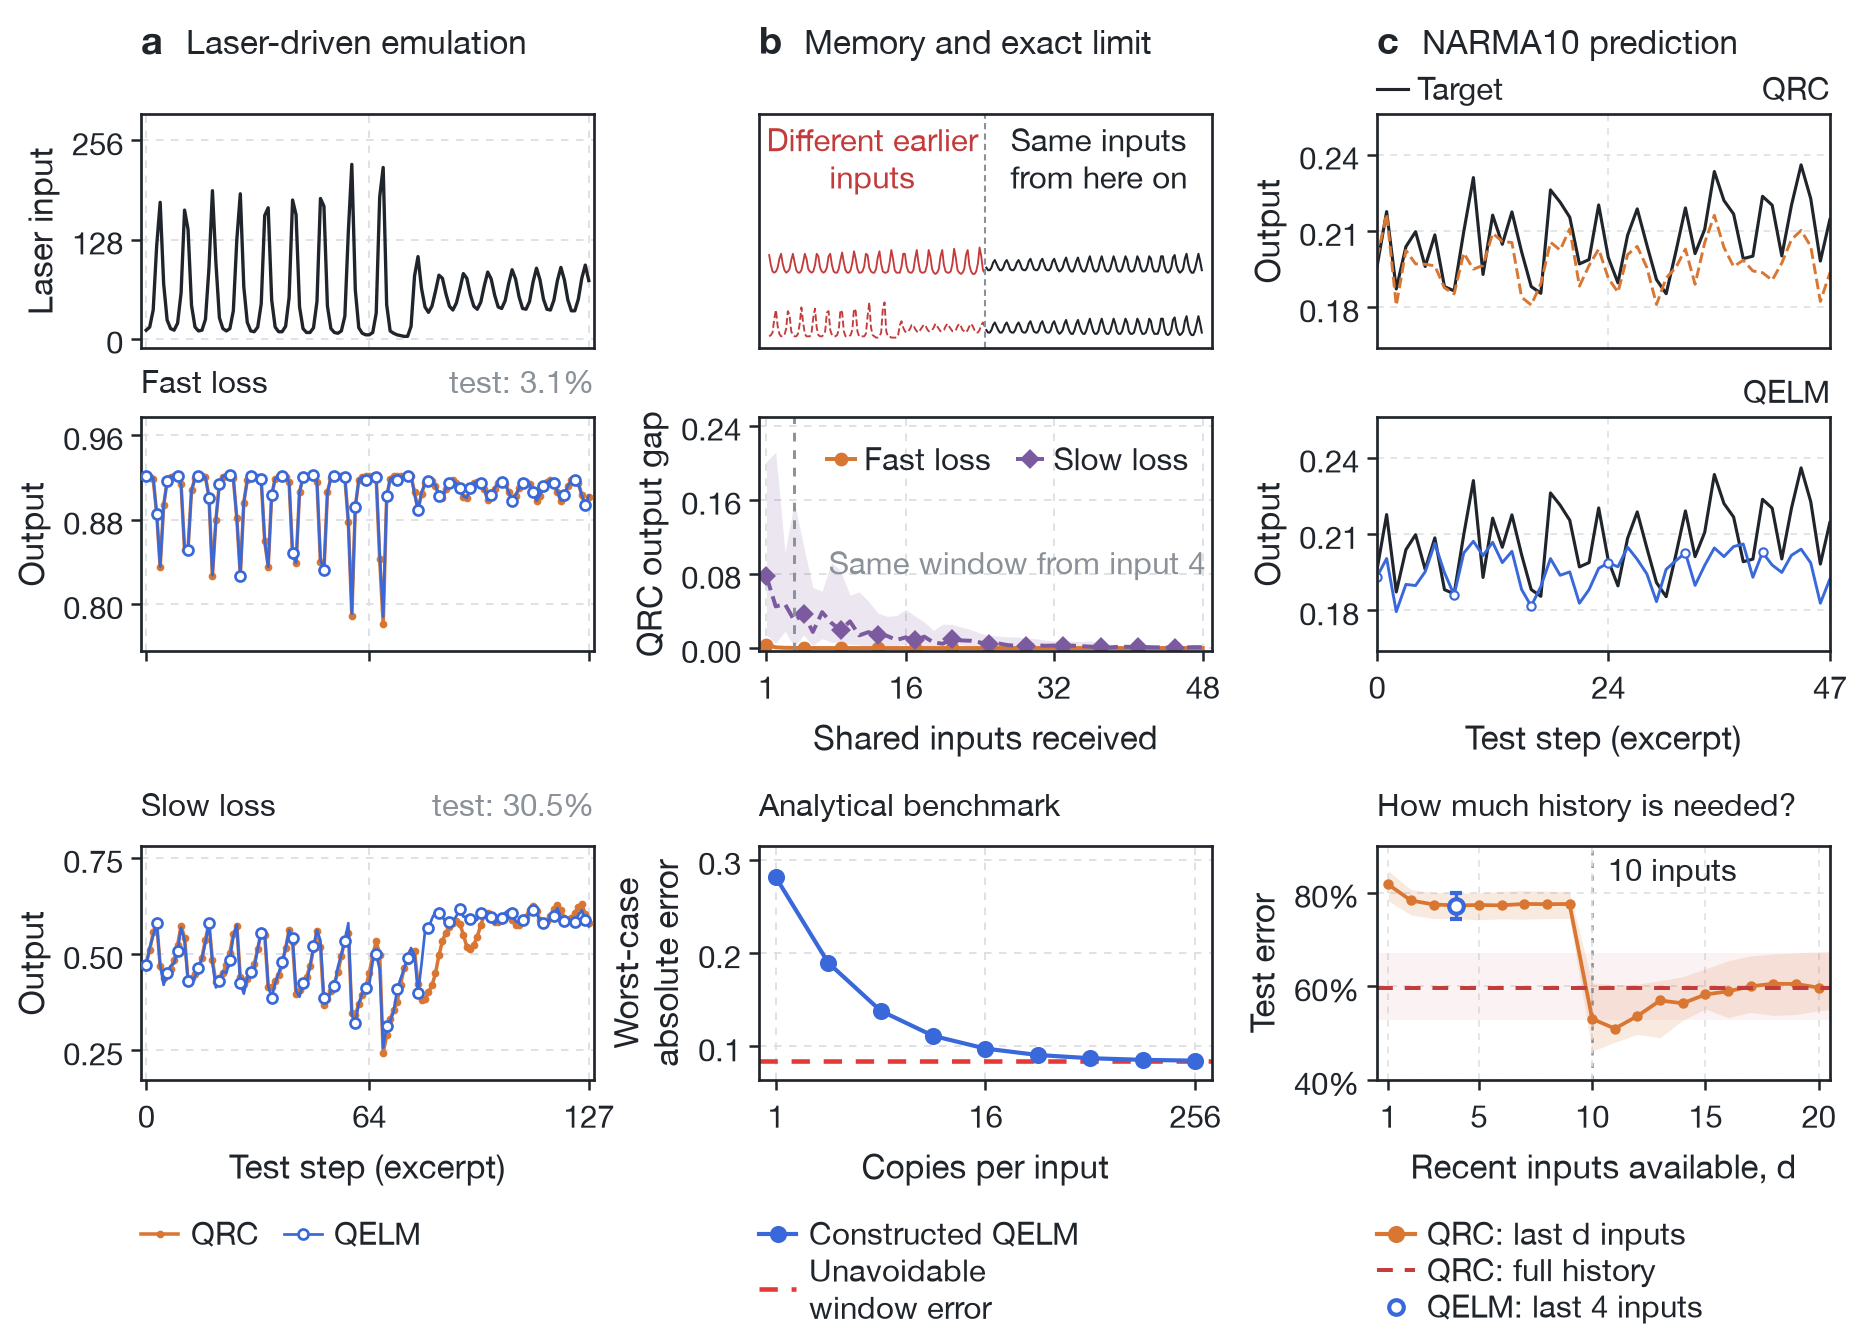 a Laser-driven emulation
Laser input
256
128
0
Fast loss test: 3.1%
Output
0.96
0.88
0.80
Slow loss test: 30.5%
Output
0.75
0.50
0.25
0 64 127
Test step (excerpt)
QRC QELM
b Memory and exact limit
Different earlier
inputs
Same inputs
from here on
QRC output gap
0.24
0.16
0.08
0.00
Fast loss Slow loss
Same window from input 4
1 16 32 48
Shared inputs received
Analytical benchmark
Worst-case
absolute error
0.3
0.2
0.1
1 16 256
Copies per input
Constructed QELM
Unavoidable
window error
c NARMA10 prediction
Target QRC
Output
0.24
0.21
0.18
QELM
Output
0.24
0.21
0.18
0 24 47
Test step (excerpt)
How much history is needed?
Test error
80%
60%
40%
10 inputs
1 5 10 15 20
Recent inputs available, d
QRC: last d inputs
QRC: full history
QELM: last 4 inputs